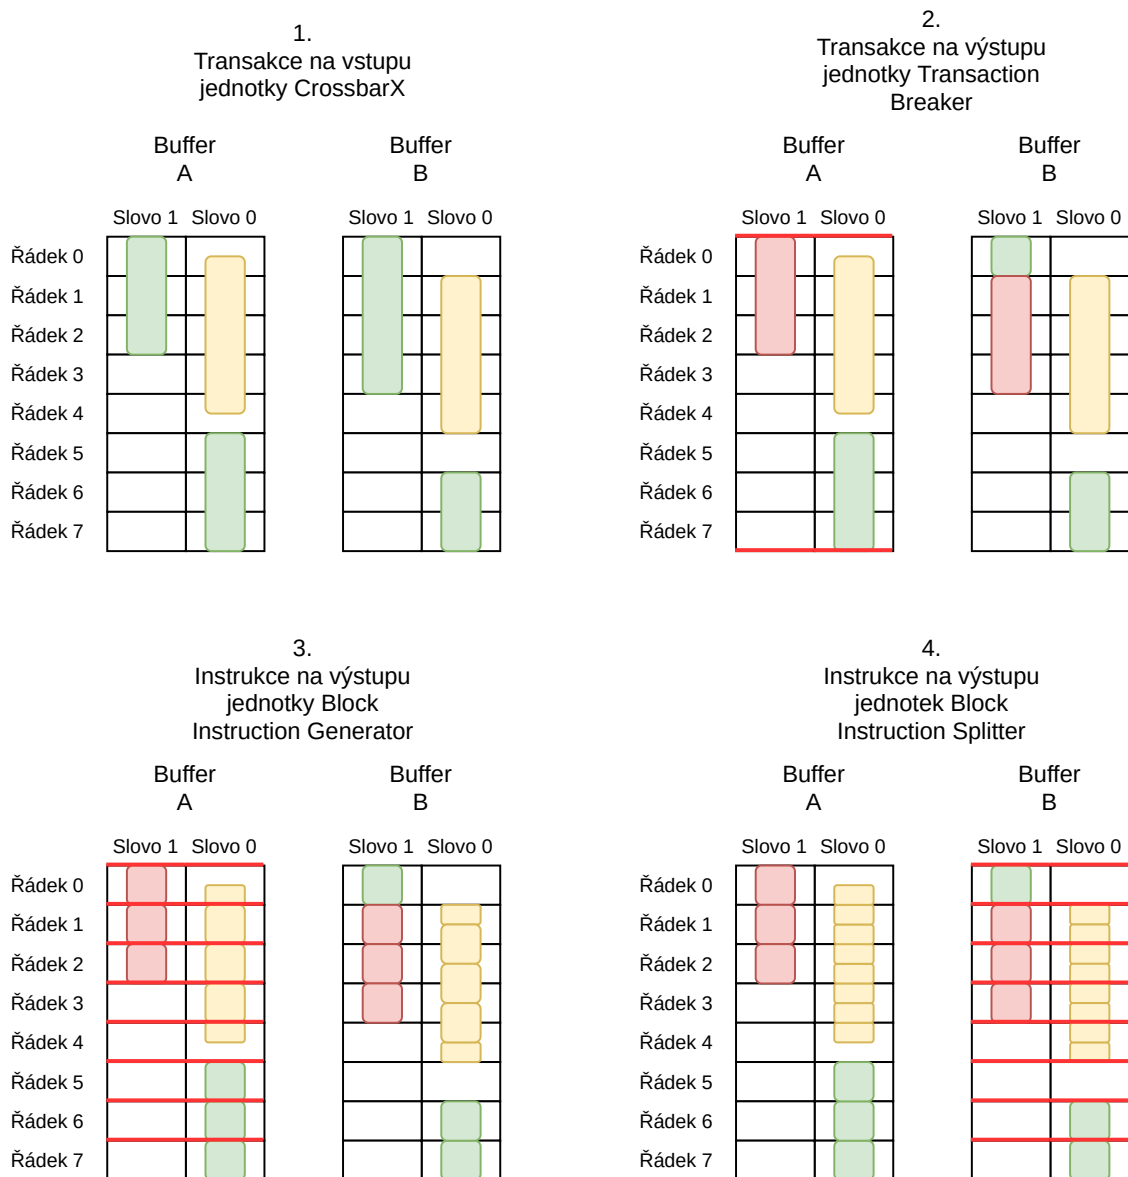 1.
Transakce na vstupu
jednotky CrossbarX
Buffer
A
Buffer
B
Slovo 1 Slovo 0
Slovo 1 Slovo 0
Řádek 0
Řádek 1
Řádek 2
Řádek 3
Řádek 4
Řádek 5
Řádek 6
Řádek 7
2.
Transakce na výstupu
jednotky Transaction
Breaker
Buffer
A
Buffer
B
Slovo 1 Slovo 0
Slovo 1 Slovo 0
Řádek 0
Řádek 1
Řádek 2
Řádek 3
Řádek 4
Řádek 5
Řádek 6
Řádek 7
3.
Instrukce na výstupu
jednotky Block
Instruction Generator
Buffer
A
Buffer
B
Slovo 1 Slovo 0
Slovo 1 Slovo 0
Řádek 0
Řádek 1
Řádek 2
Řádek 3
Řádek 4
Řádek 5
Řádek 6
Řádek 7
4.
Instrukce na výstupu
jednotek Block
Instruction Splitter
Buffer
A
Buffer
B
Slovo 1 Slovo 0
Slovo 1 Slovo 0
Řádek 0
Řádek 1
Řádek 2
Řádek 3
Řádek 4
Řádek 5
Řádek 6
Řádek 7